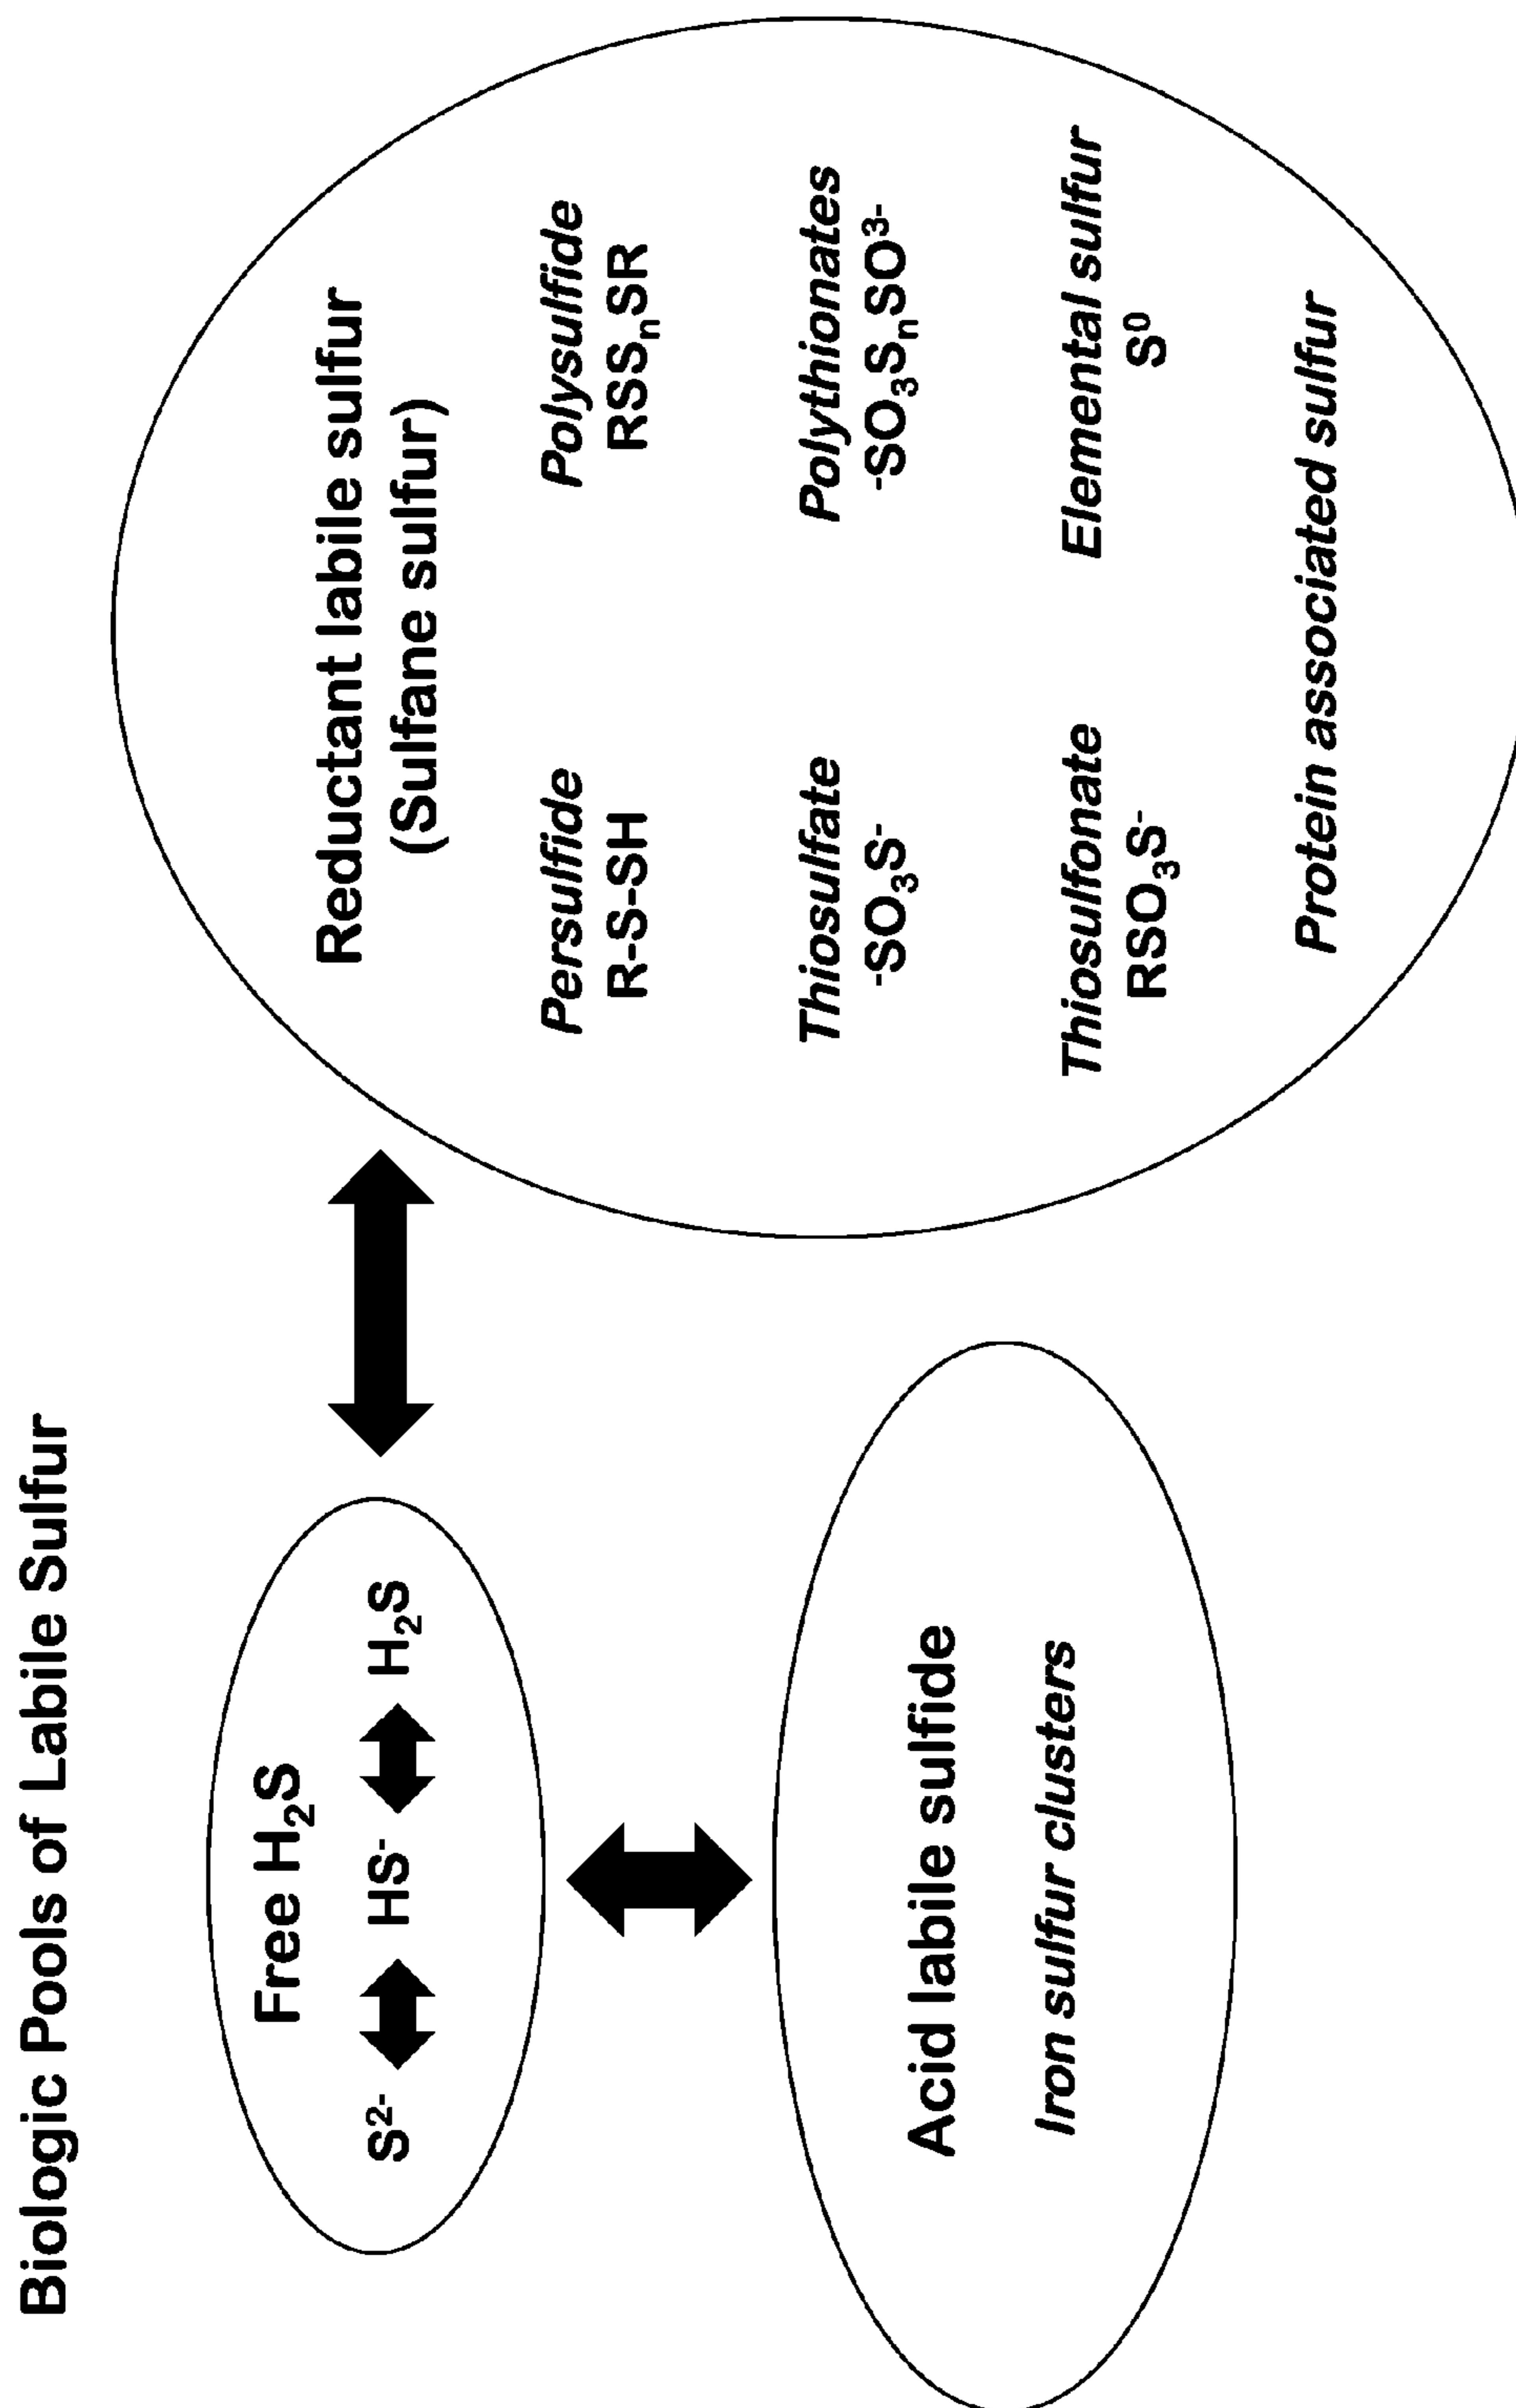 Biologic Pools of Labile Sulfur
Free H₂S
S²⁻ HS⁻ H₂S
Acid labile sulfide
Iron sulfur clusters
Reductant labile sulfur
(Sulfane sulfur)
Persulfide
R-S-SH
Polysulfide
RSSₙSR
Thiosulfate
⁻SO₃S⁻
Polythionates
⁻SO₃SₙSO³⁻
Thiosulfonate
RSO₃S⁻
Elemental sulfur
S⁰
Protein associated sulfur